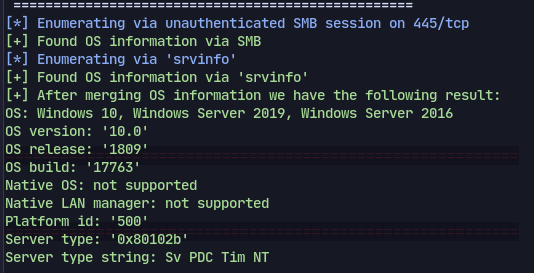 ================================================
[*] Enumerating via unauthenticated SMB session on 445/tcp
[+] Found OS information via SMB
[*] Enumerating via 'srvinfo'
[+] Found OS information via 'srvinfo'
[+] After merging OS information we have the following result:
OS: Windows 10, Windows Server 2019, Windows Server 2016
OS version: '10.0'
OS release: '1809'
OS build: '17763'
Native OS: not supported
Native LAN manager: not supported
Platform id: '500'
Server type: '0x80102b'
Server type string: Sv PDC Tim NT